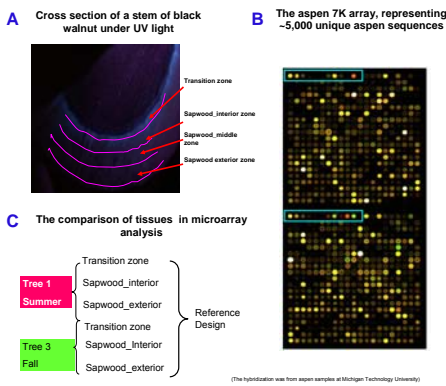 A
Cross section of a stem of black
walnut under UV light
Transition zone
Sapwood_interior zone
Sapwood_middle
zone
Sapwood exterior zone
B
The aspen 7K array, representing
~5,000 unique aspen sequences
C
The comparison of tissues in microarray
analysis
Tree 1
Summer
Transition zone
Sapwood_interior
Sapwood_exterior
Tree 3
Fall
Transition zone
Sapwood_Interior
Sapwood_exterior
Reference
Design
(The hybridization was from aspen samples at Michigan Technology University)